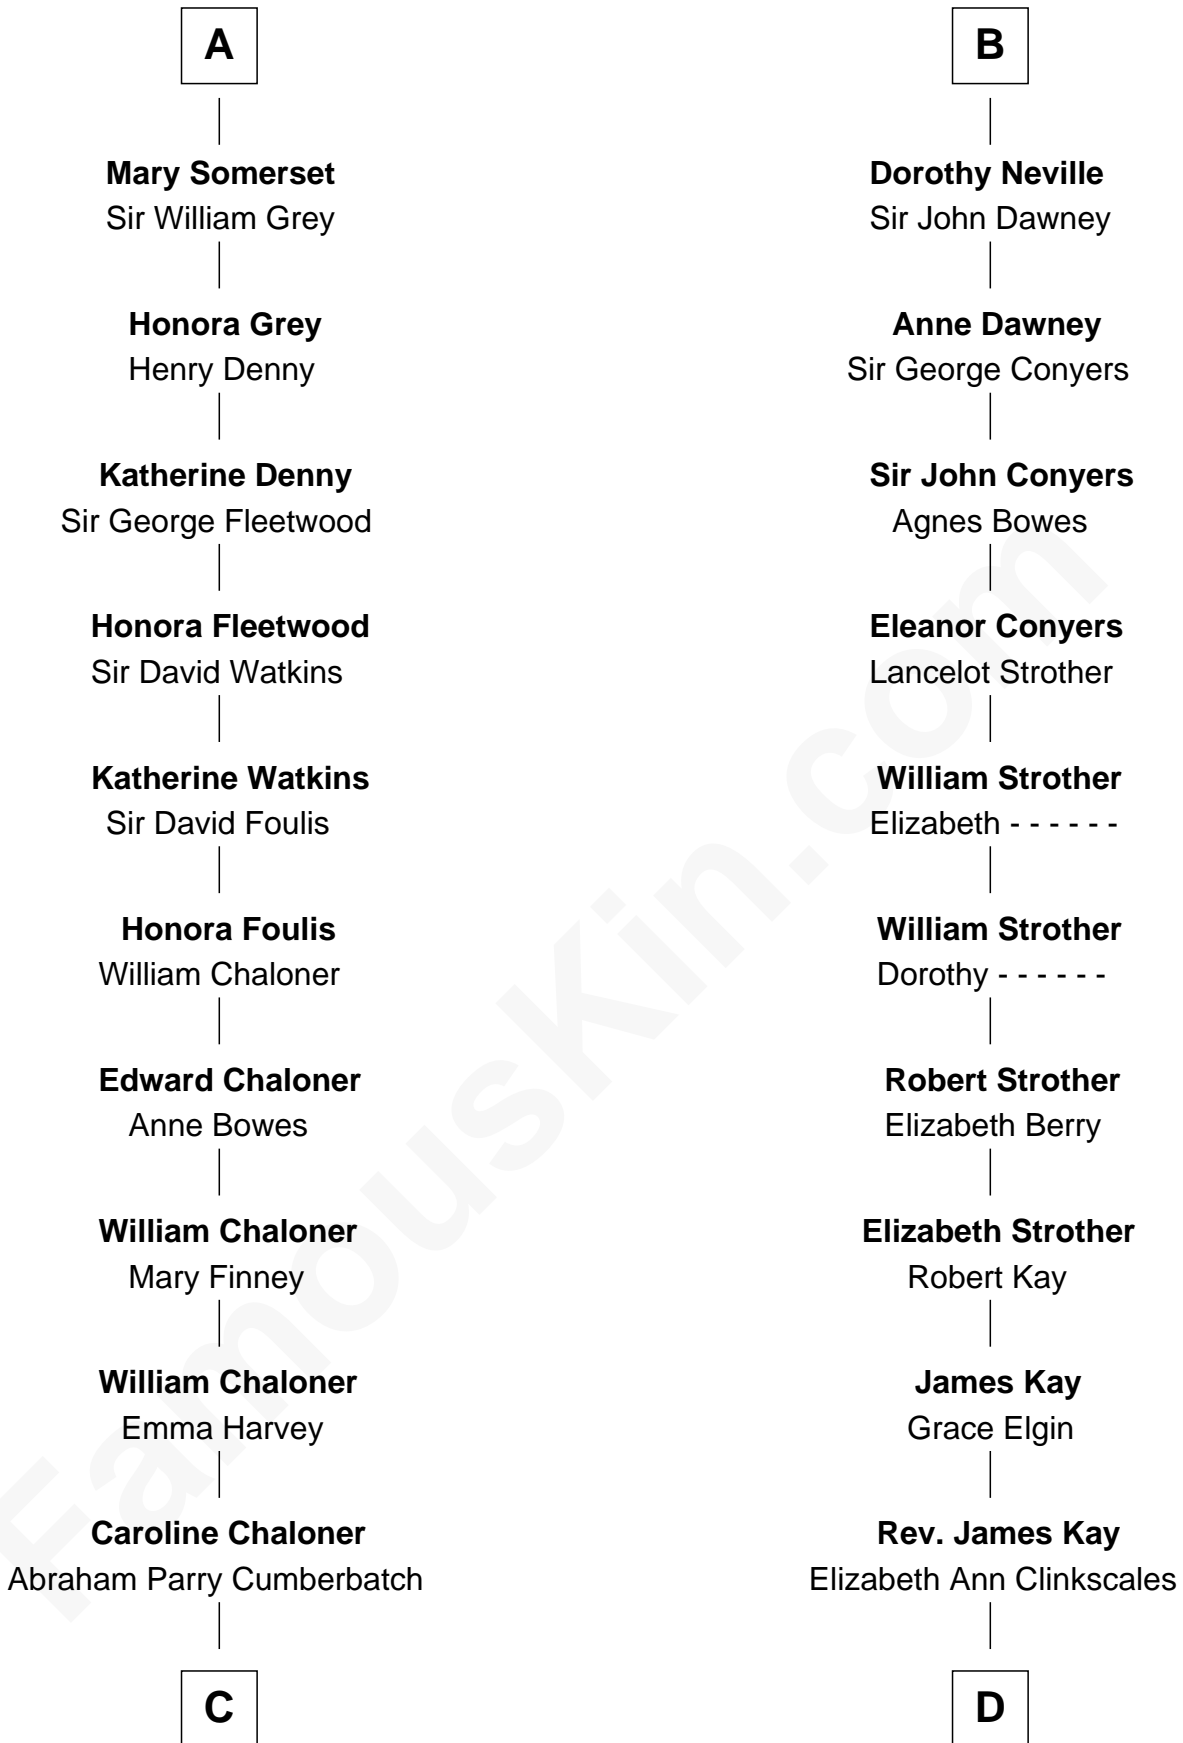 A
Mary Somerset
Sir William Grey
Honora Grey
Henry Denny
Katherine Denny
Sir George Fleetwood
Honora Fleetwood
Sir David Watkins
Katherine Watkins
Sir David Foulis
Honora Foulis
William Chaloner
Edward Chaloner
Anne Bowes
William Chaloner
Mary Finney
William Chaloner
Emma Harvey
Caroline Chaloner
Abraham Parry Cumberbatch
C
B
Dorothy Neville
Sir John Dawney
Anne Dawney
Sir George Conyers
Sir John Conyers
Agnes Bowes
Eleanor Conyers
Lancelot Strother
William Strother
Elizabeth - - - - - -
William Strother
Dorothy - - - - - -
Robert Strother
Elizabeth Berry
Elizabeth Strother
Robert Kay
James Kay
Grace Elgin
Rev. James Kay
Elizabeth Ann Clinkscales
D
FamousKin.com